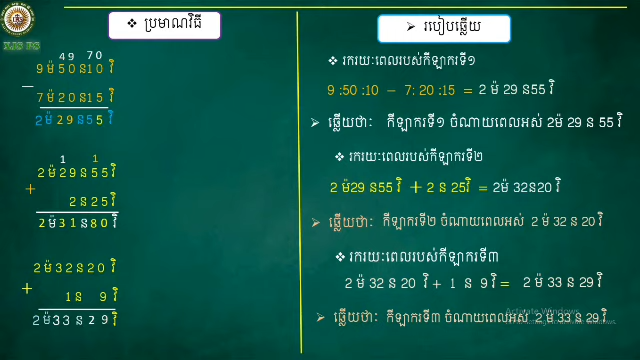 ❖ ប្រមាណវិធី
49 70
9 ម៉ 5 0 ន 1 0 វិ
—
7 ម៉ 2 0 ន 1 5 វិ
2 ម៉ 2 9 ន 5 5 វិ
1 1
2 ម៉ 2 9 ន 5 5 វិ
+
2 ន 2 5 វិ
2 ម៉ 3 1 ន 8 0 វិ
2 ម៉ 3 2 ន 2 0 វិ
+
1 ន 9 វិ
2 ម៉ 3 3 ន 2 9 វិ
➢ របៀបឆ្លើយ
❖ រករយៈពេលរបស់កីឡាករទី១
9 :50 :10 − 7: 20 :15 = 2 ម៉ 29 ន55 វិ
➢ ឆ្លើយថា: កីឡាករទី១ ចំណាយពេលអស់ 2ម៉ 29 ន 55 វិ
❖ រករយៈពេលរបស់កីឡាករទី២
2 ម៉29 ន55 វិ + 2 ន 25វិ = 2ម៉ 32ន20 វិ
➢ ឆ្លើយថា: កីឡាករទី២ ចំណាយពេលអស់ 2 ម៉ 32 ន 20 វិ
❖ រករយៈពេលរបស់កីឡាករទី៣
2 ម៉ 32 ន 20 វិ + 1 ន 9 វិ = 2 ម៉ 33 ន 29 វិ
➢ ឆ្លើយថា: កីឡាករទី៣ ចំណាយពេលអស់ 2 ម៉ 33 ន 29 វិ
Activate Windows